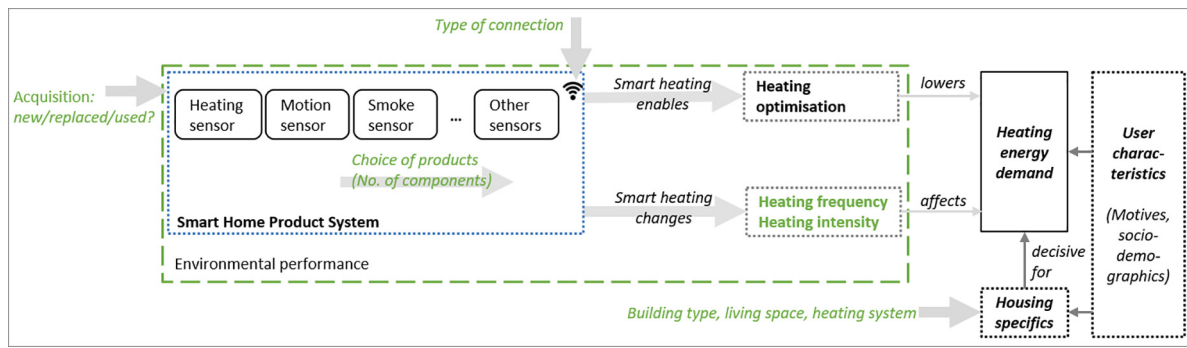 Type of connection
Acquisition:
new/replaced/used?
Heating
sensor
Motion
sensor
Smoke
sensor
...
Other
sensors
Choice of products
(No. of components)
Smart Home Product System
Environmental performance
Smart heating
enables
Heating
optimisation
lowers
Smart heating
changes
Heating frequency
Heating intensity
affects
Heating
energy
demand
User
charac-
teristics
(Motives,
socio-
demo-
graphics)
decisive
for
Building type, living space, heating system
Housing
specifics